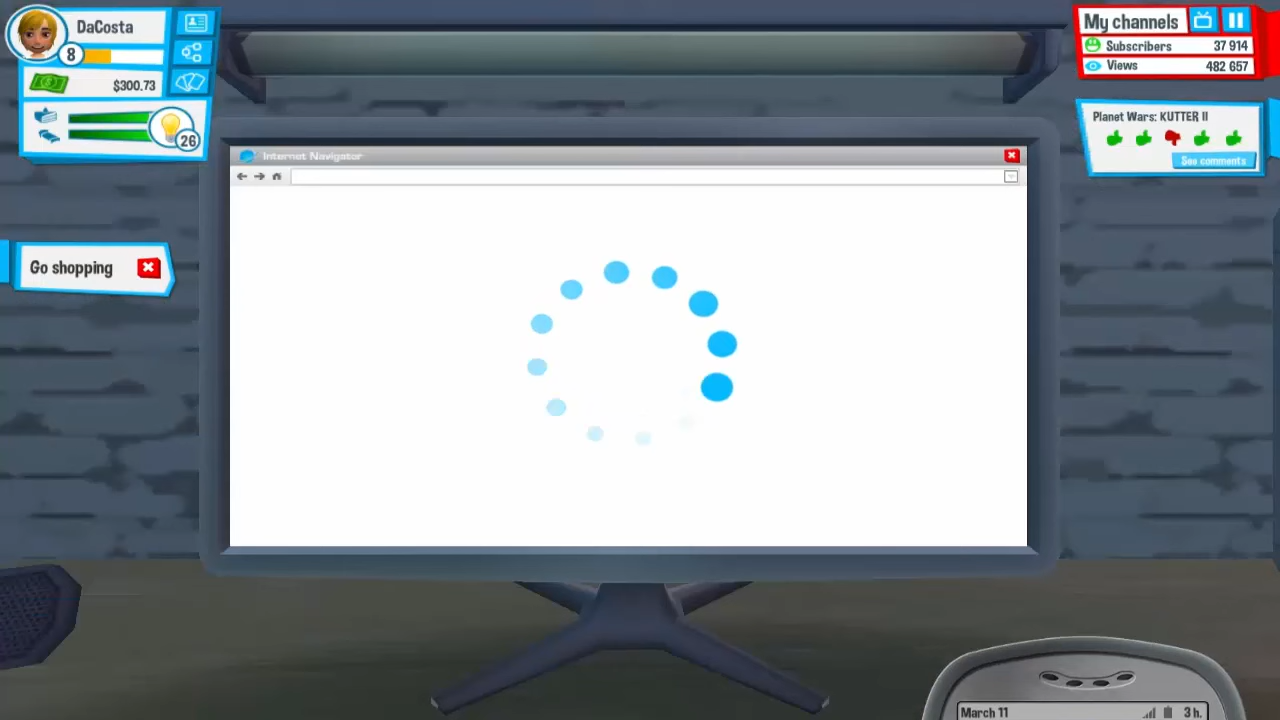 DaCosta
8
$300.73
26
Go shopping
Internet Navigator
My channels
Subscribers 37 914
Views 482 657
Planet Wars: KUTTER II
See comments
March 11 3 h.